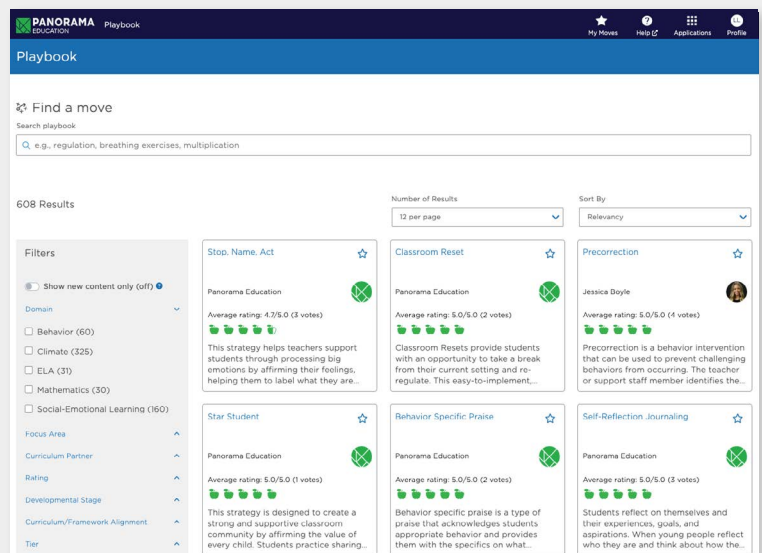 PANORAMA
EDUCATION
Playbook
My Moves
Help
Applications
LL
Profile
Playbook
Find a move
Search playbook
e.g., regulation, breathing exercises, multiplication
608 Results
Number of Results
12 per page
Sort By
Relevancy
Filters
Show new content only (off)
Domain
Behavior (60)
Climate (325)
ELA (31)
Mathematics (30)
Social-Emotional Learning (160)
Focus Area
Curriculum Partner
Rating
Developmental Stage
Curriculum/Framework Alignment
Tier
Stop. Name. Act
Panorama Education
Average rating: 4.7/5.0 (3 votes)
This strategy helps teachers support
students through processing big
emotions by affirming their feelings,
helping them to label what they are...
Classroom Reset
Panorama Education
Average rating: 5.0/5.0 (2 votes)
Classroom Resets provide students
with an opportunity to take a break
from their current setting and re-
regulate. This easy-to-implement,...
Precorrection
Jessica Boyle
Average rating: 5.0/5.0 (4 votes)
Precorrection is a behavior intervention
that can be used to prevent challenging
behaviors from occurring. The teacher
or support staff member identifies the...
Star Student
Panorama Education
Average rating: 5.0/5.0 (1 votes)
This strategy is designed to create a
strong and supportive classroom
community by affirming the value of
every child. Students practice sharing...
Behavior Specific Praise
Panorama Education
Average rating: 5.0/5.0 (2 votes)
Behavior specific praise is a type of
praise that acknowledges students
appropriate behavior and provides
them with the specifics on what...
Self-Reflection Journaling
Panorama Education
Average rating: 5.0/5.0 (3 votes)
Students reflect on themselves and
their experiences, goals, and
aspirations. When young people reflect
who they are and think about how the...